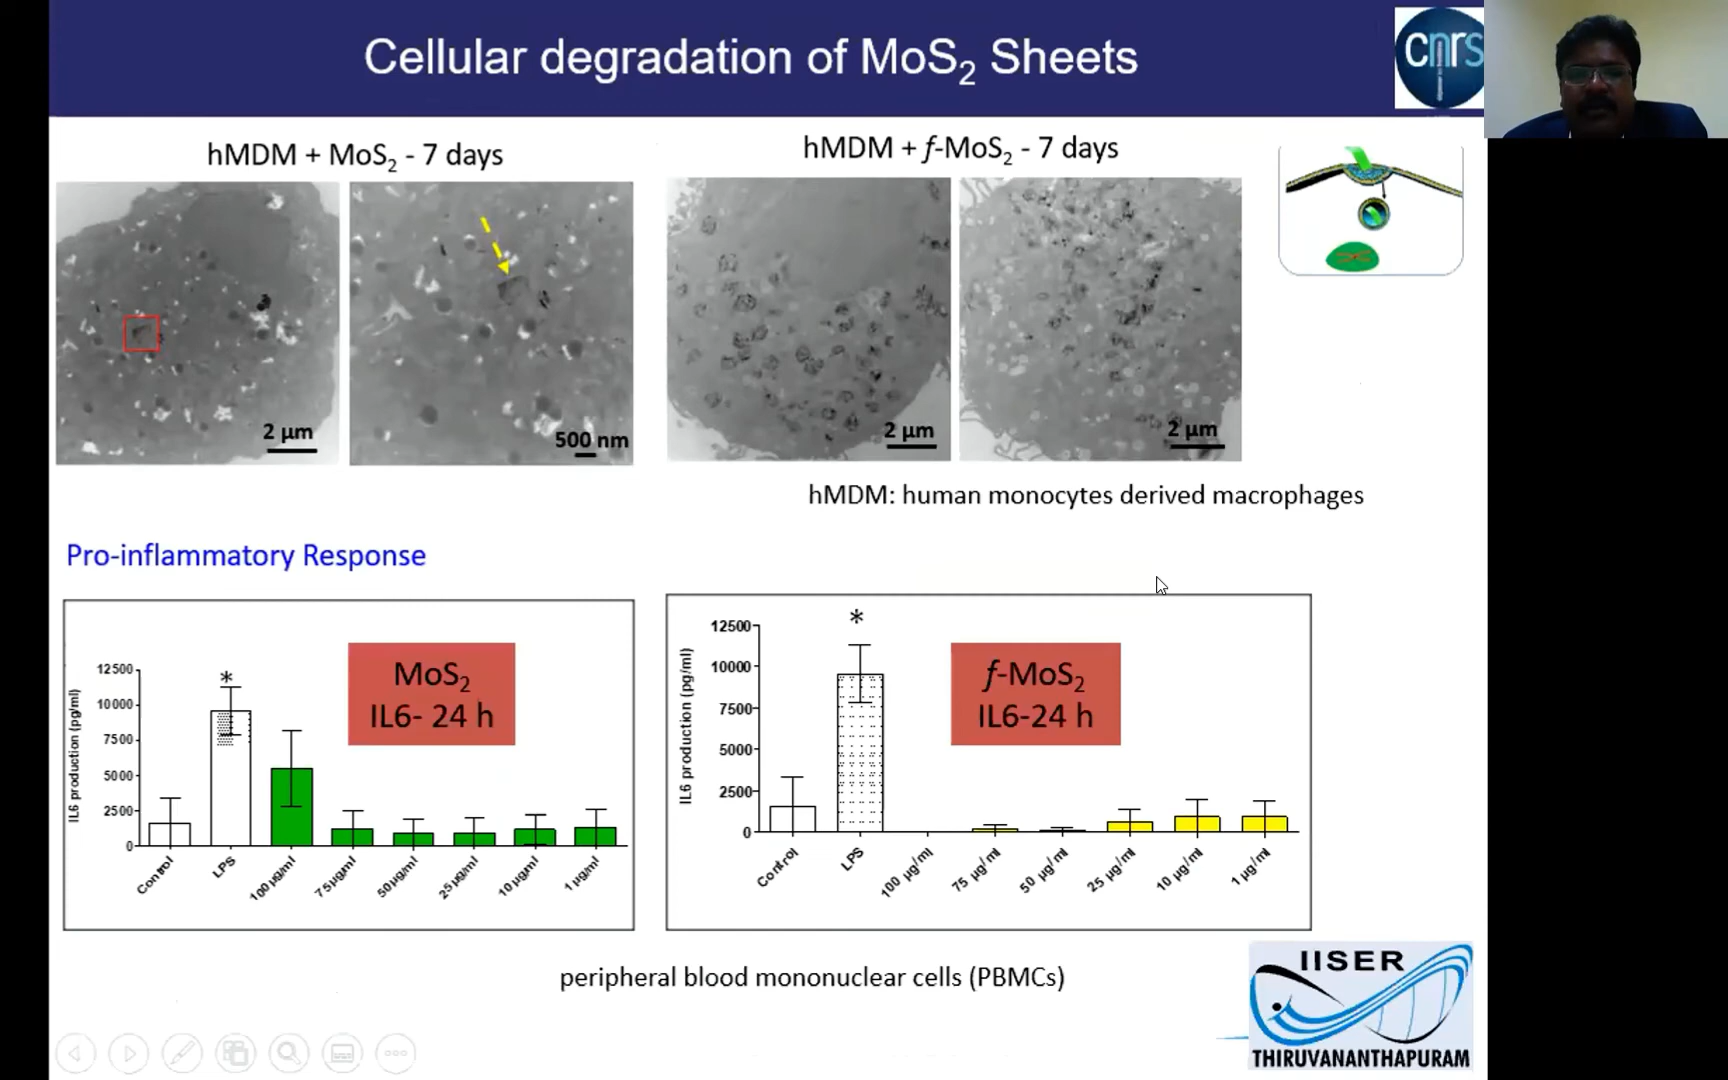 Cellular degradation of MoS2 Sheets
cnrs
hMDM + MoS2 - 7 days
hMDM + f-MoS2 - 7 days
2 µm
500 nm
2 µm
2 µm
hMDM: human monocytes derived macrophages
Pro-inflammatory Response
MoS2
IL6- 24 h
IL6 production (pg/ml)
12500
10000
7500
5000
2500
0
*
Control
LPS
100 µg/ml
75 µg/ml
50 µg/ml
25 µg/ml
10 µg/ml
1 µg/ml
f-MoS2
IL6-24 h
IL6 production (pg/ml)
12500
10000
7500
5000
2500
0
*
Control
LPS
100 µg/ml
75 µg/ml
50 µg/ml
25 µg/ml
10 µg/ml
1 µg/ml
peripheral blood mononuclear cells (PBMCs)
IISER
THIRUVANANTHAPURAM